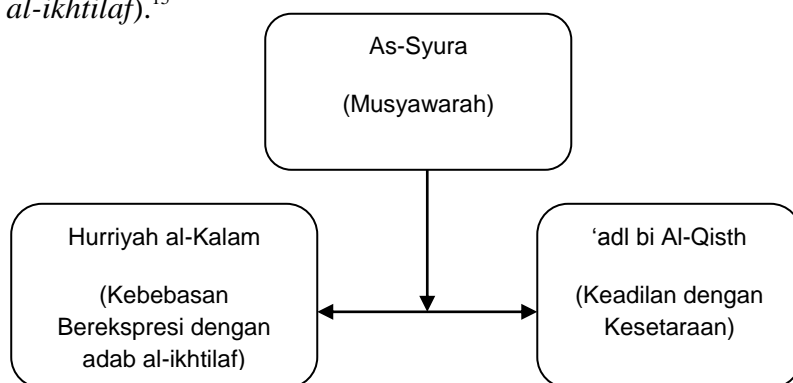 al-ikhtilaf).15
As-Syura
(Musyawarah)
Hurriyah al-Kalam
(Kebebasan
Berekspresi dengan
adab al-ikhtilaf)
‘adl bi Al-Qisth
(Keadilan dengan
Kesetaraan)